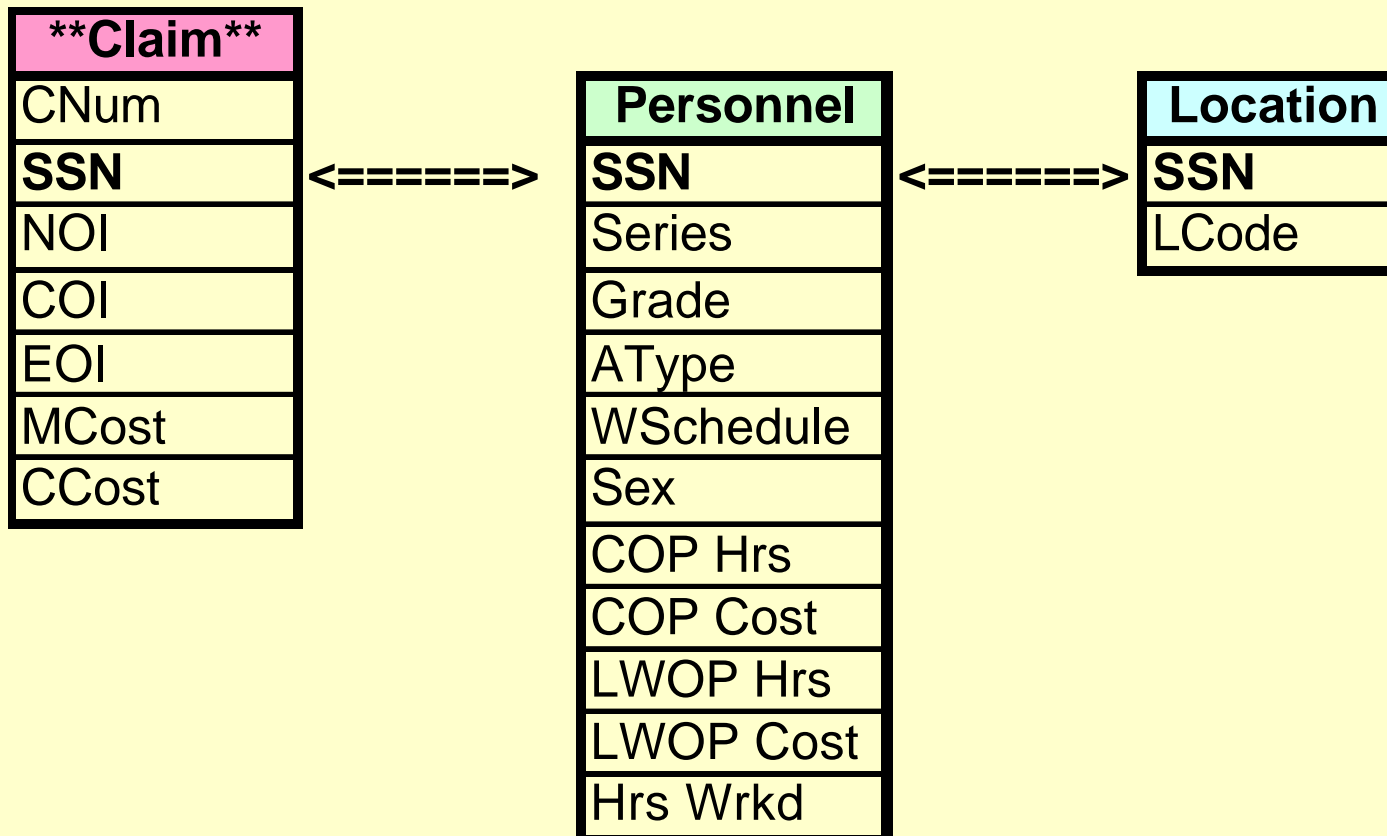 **Claim**
CNum
SSN
NOI
COI
EOI
MCost
CCost
<======>
Personnel
SSN
Series
Grade
AType
WSchedule
Sex
COP Hrs
COP Cost
LWOP Hrs
LWOP Cost
Hrs Wrkd
<======>
Location
SSN
LCode